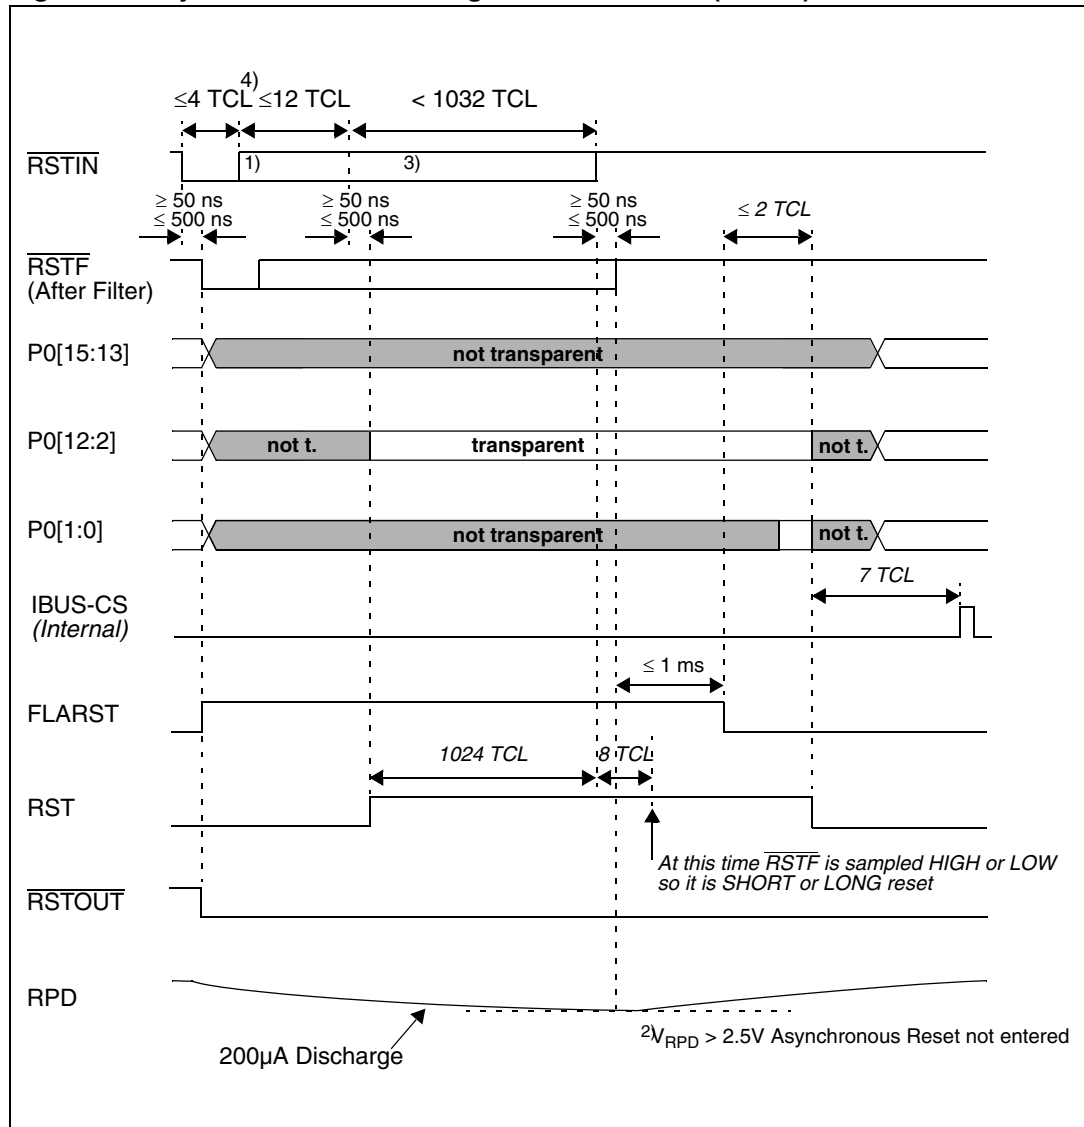 4)
≤4 TCL ≤12 TCL < 1032 TCL
RSTIN
1) 3)
≥ 50 ns ≥ 50 ns ≥ 50 ns
≤ 500 ns ≤ 500 ns ≤ 500 ns
≤ 2 TCL
RSTF
(After Filter)
P0[15:13] not transparent
P0[12:2] not t. transparent not t.
P0[1:0] not transparent not t.
7 TCL
IBUS-CS
(Internal)
≤ 1 ms
FLARST
1024 TCL 8 TCL
RST
At this time RSTF is sampled HIGH or LOW
so it is SHORT or LONG reset
RSTOUT
RPD
2)VRPD > 2.5V Asynchronous Reset not entered
200µA Discharge